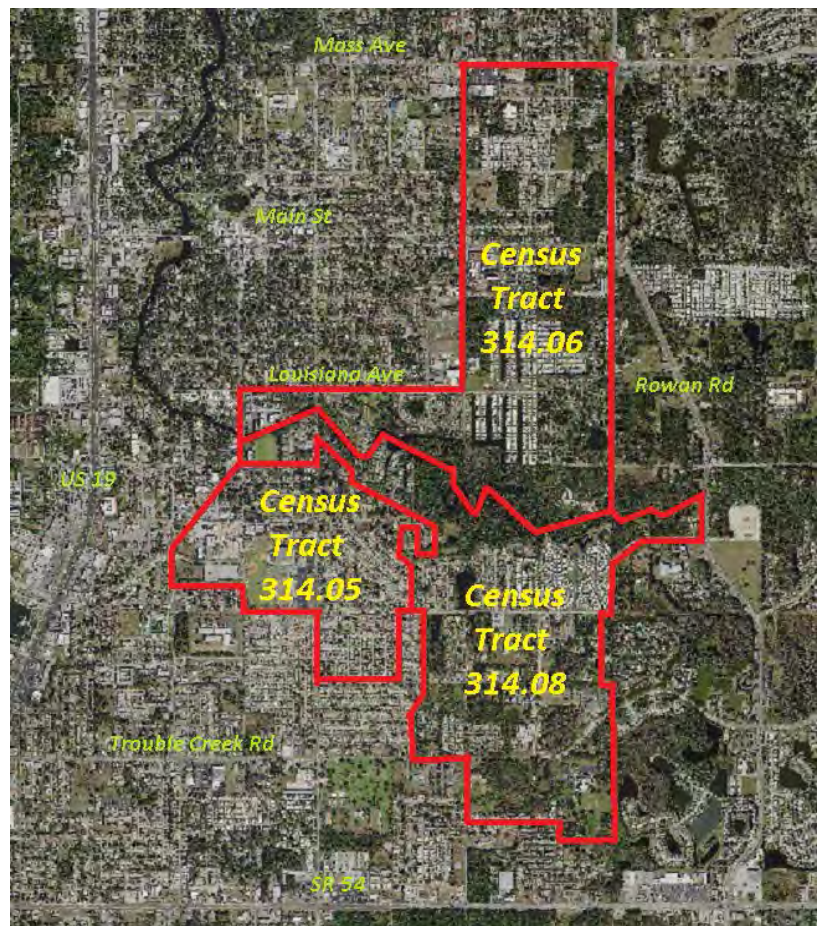 Mass Ave
Main St
Census
Tract
314.06
Louisiana Ave
Rowan Rd
US 19
Census
Tract
314.05
Census
Tract
314.08
Trouble Creek Rd
SR 54